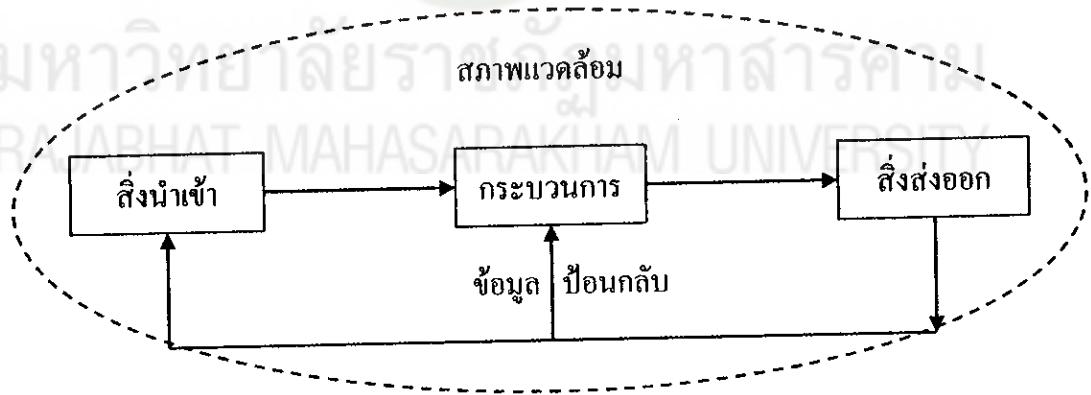 มหาวิทยาลัยราชภัฏมหาสารคาม
สภาพแวดล้อม
RAJABHAT MAHASARAKHAM UNIVERSITY
สิ่งนำเข้า
กระบวนการ
สิ่งส่งออก
ข้อมูล ป้อนกลับ